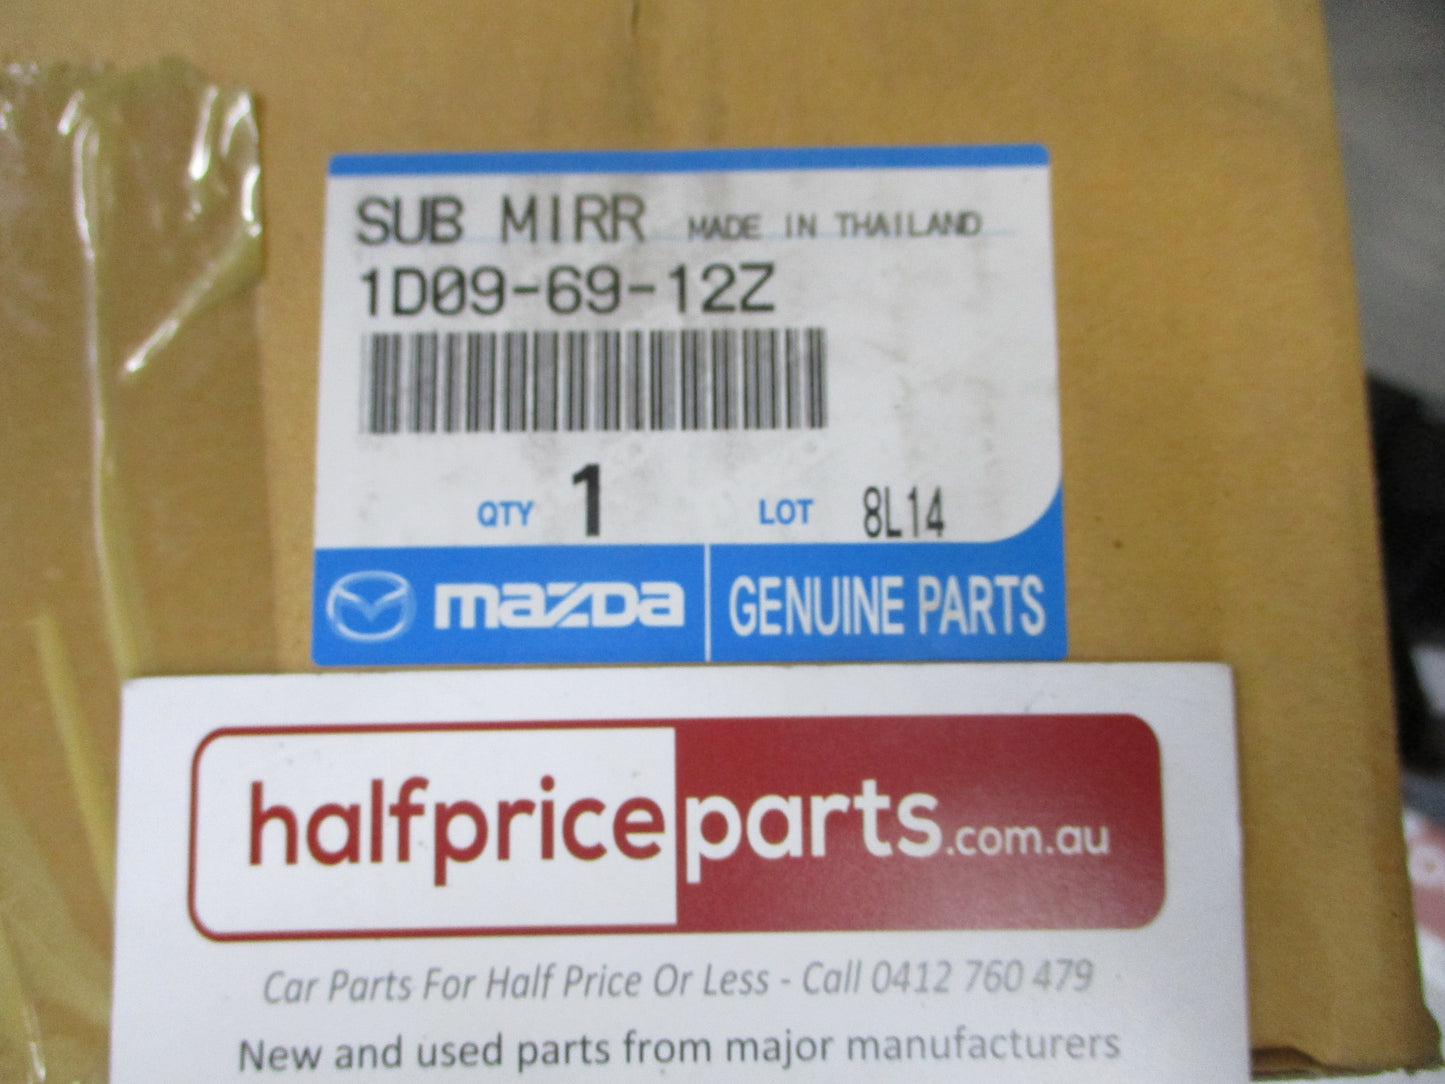 SUB MIRR MADE IN THAILAND
1D09-69-12Z
QTY 1 LOT 8L14
mazda GENUINE PARTS
halfpriceparts.com.au
Car Parts For Half Price Or Less - Call 0412 760 479
New and used parts from major manufacturers